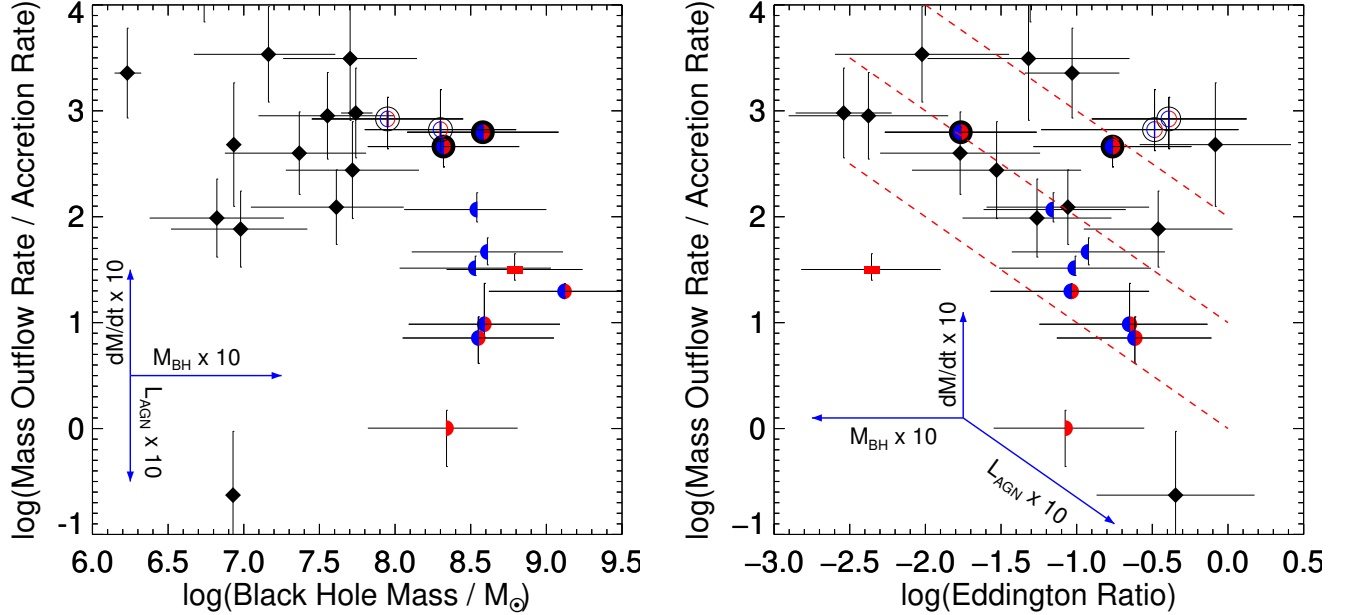 log(Mass Outflow Rate / Accretion Rate)
4
3
2
1
0
-1
dM/dt x 10
M_BH x 10
L_AGN x 10
6.0 6.5 7.0 7.5 8.0 8.5 9.0 9.5
log(Black Hole Mass / M_⊙)
log(Mass Outflow Rate / Accretion Rate)
4
3
2
1
0
−1
dM/dt x 10
M_BH x 10
L_AGN x 10
−3.0 −2.5 −2.0 −1.5 −1.0 −0.5 0.0 0.5
log(Eddington Ratio)